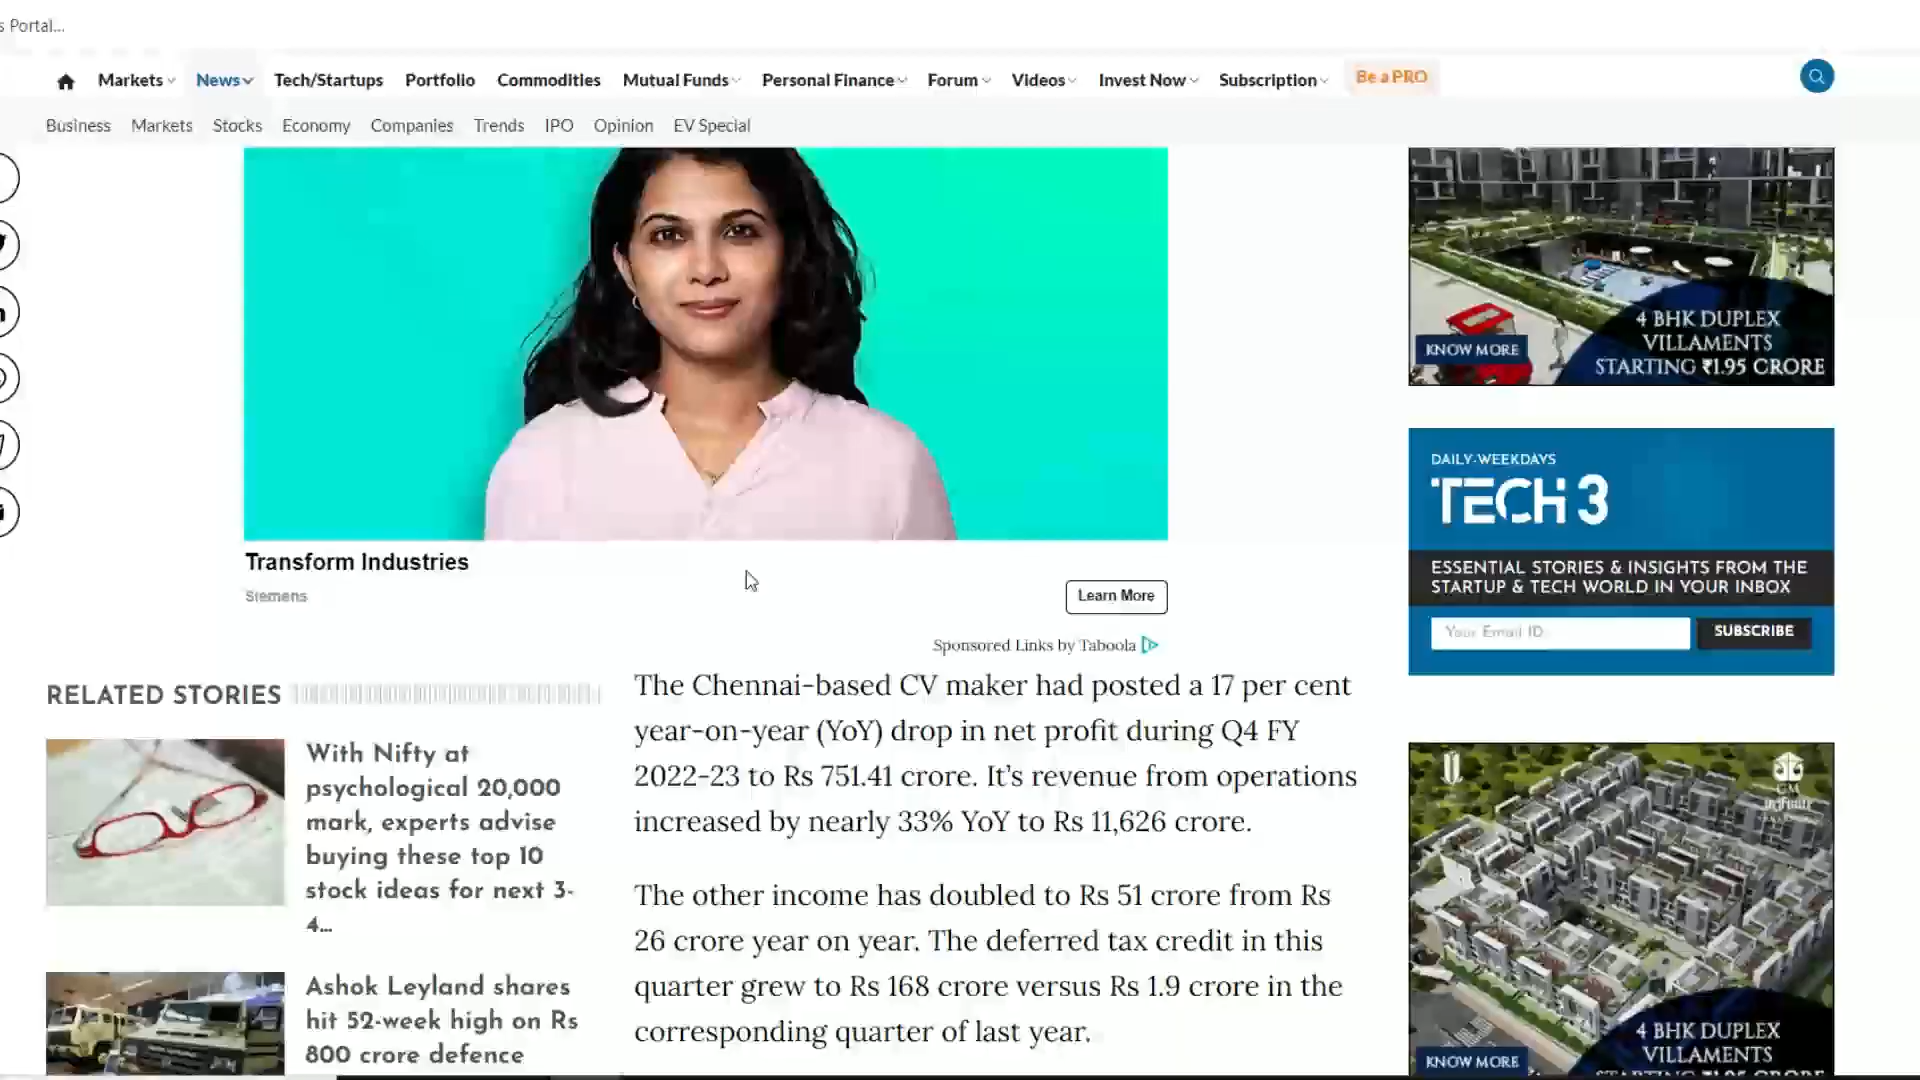 s Portal...
Markets News Tech/Startups Portfolio Commodities Mutual Funds Personal Finance Forum Videos Invest Now Subscription Be a PRO
Business Markets Stocks Economy Companies Trends IPO Opinion EV Special
Transform Industries
Siemens
Learn More
Sponsored Links by Taboola
RELATED STORIES
With Nifty at
psychological 20,000
mark, experts advise
buying these top 10
stock ideas for next 3-
4...
Ashok Leyland shares
hit 52-week high on Rs
800 crore defence
The Chennai-based CV maker had posted a 17 per cent
year-on-year (YoY) drop in net profit during Q4 FY
2022-23 to Rs 751.41 crore. It’s revenue from operations
increased by nearly 33% YoY to Rs 11,626 crore.
The other income has doubled to Rs 51 crore from Rs
26 crore year on year. The deferred tax credit in this
quarter grew to Rs 168 crore versus Rs 1.9 crore in the
corresponding quarter of last year.
4 BHK DUPLEX
VILLAMENTS
STARTING ₹1.95 CRORE
KNOW MORE
DAILY-WEEKDAYS
TECH 3
ESSENTIAL STORIES & INSIGHTS FROM THE
STARTUP & TECH WORLD IN YOUR INBOX
Your Email ID
SUBSCRIBE
4 BHK DUPLEX
VILLAMENTS
STARTING ₹1.95 CRORE
KNOW MORE